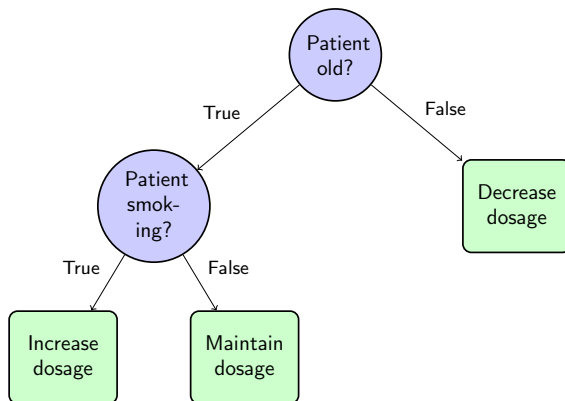 Patient
old?
True
False
Patient
smok-
ing?
Decrease
dosage
True
False
Increase
dosage
Maintain
dosage